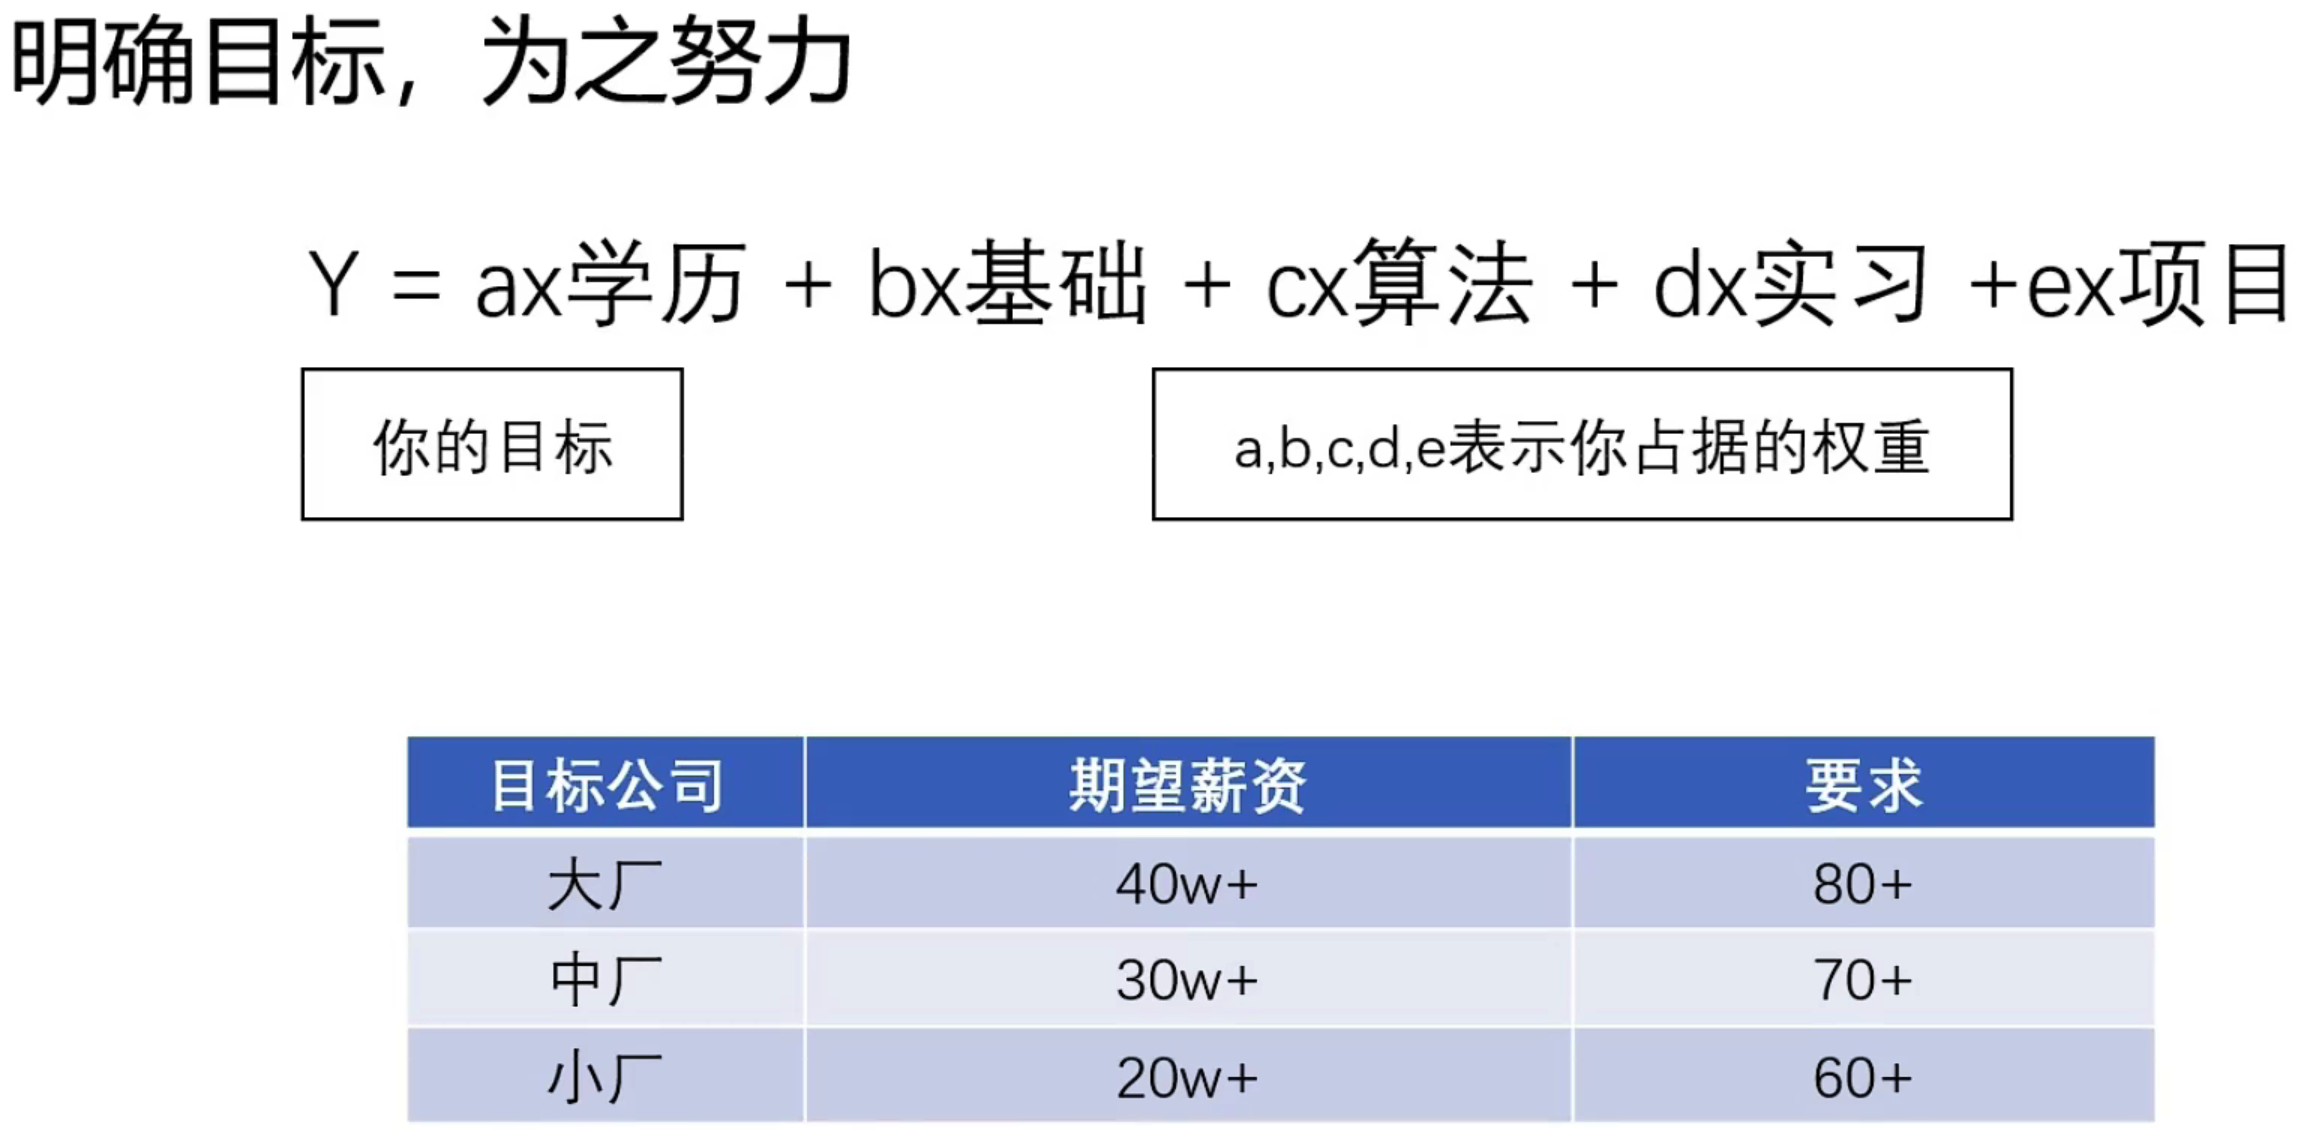 明确目标，为之努力
Y = ax学历 + bx基础 + cx算法 + dx实习 +ex项目
你的目标
a,b,c,d,e表示你占据的权重
目标公司 期望薪资 要求
大厂 40w+ 80+
中厂 30w+ 70+
小厂 20w+ 60+